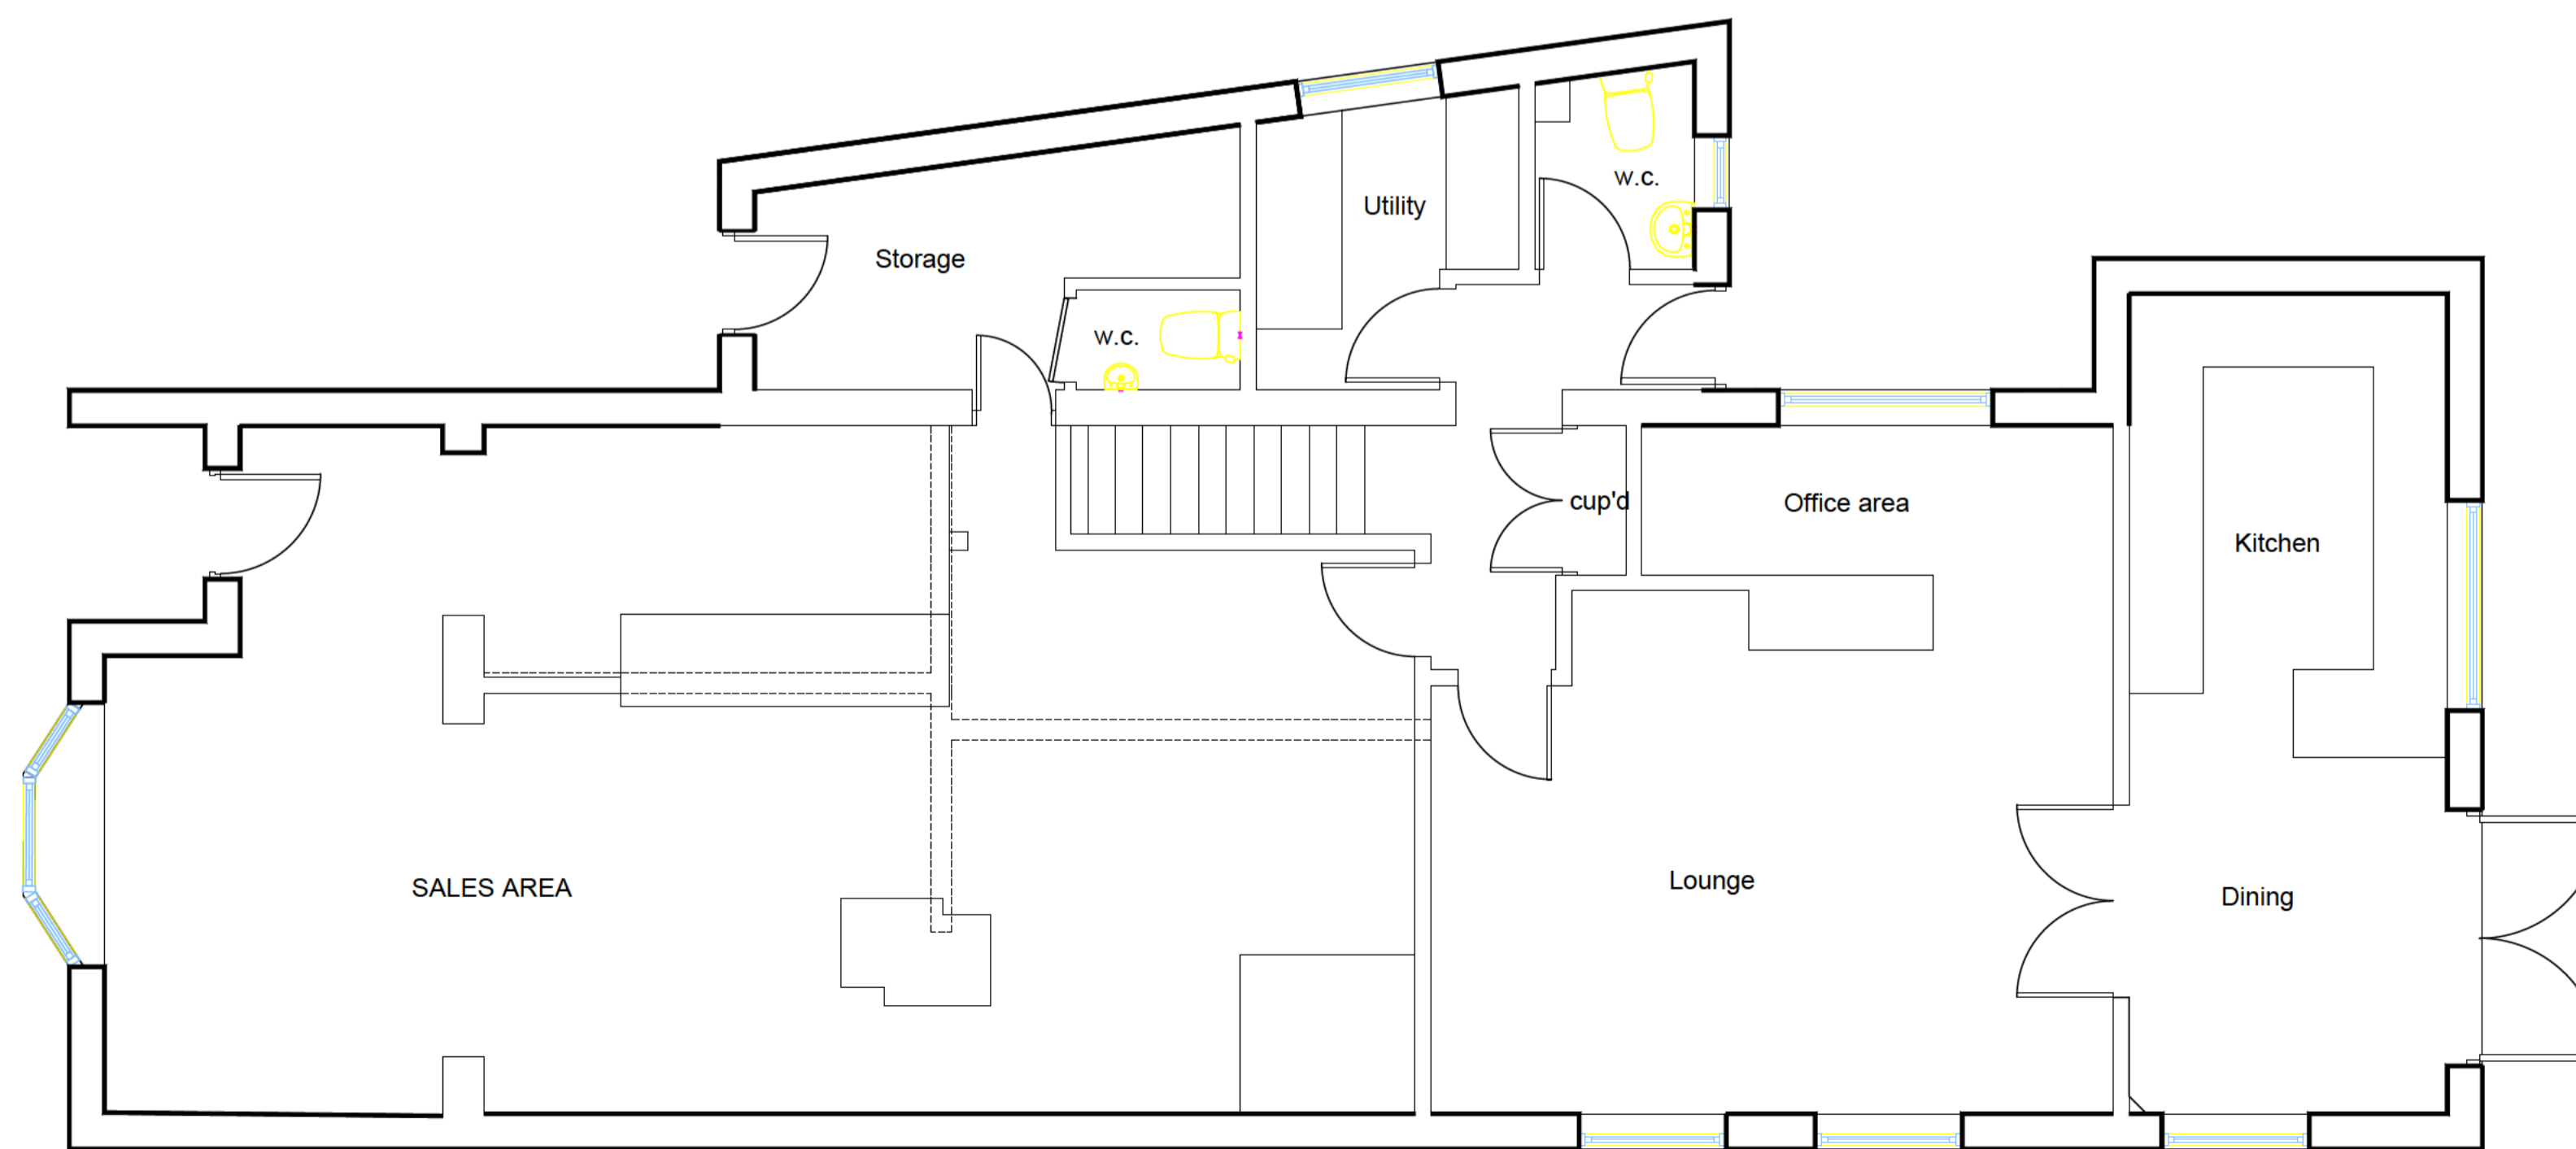 w.c.
Utility
Storage
w.c.
cup'd
Office area
Kitchen
SALES AREA
Lounge
Dining